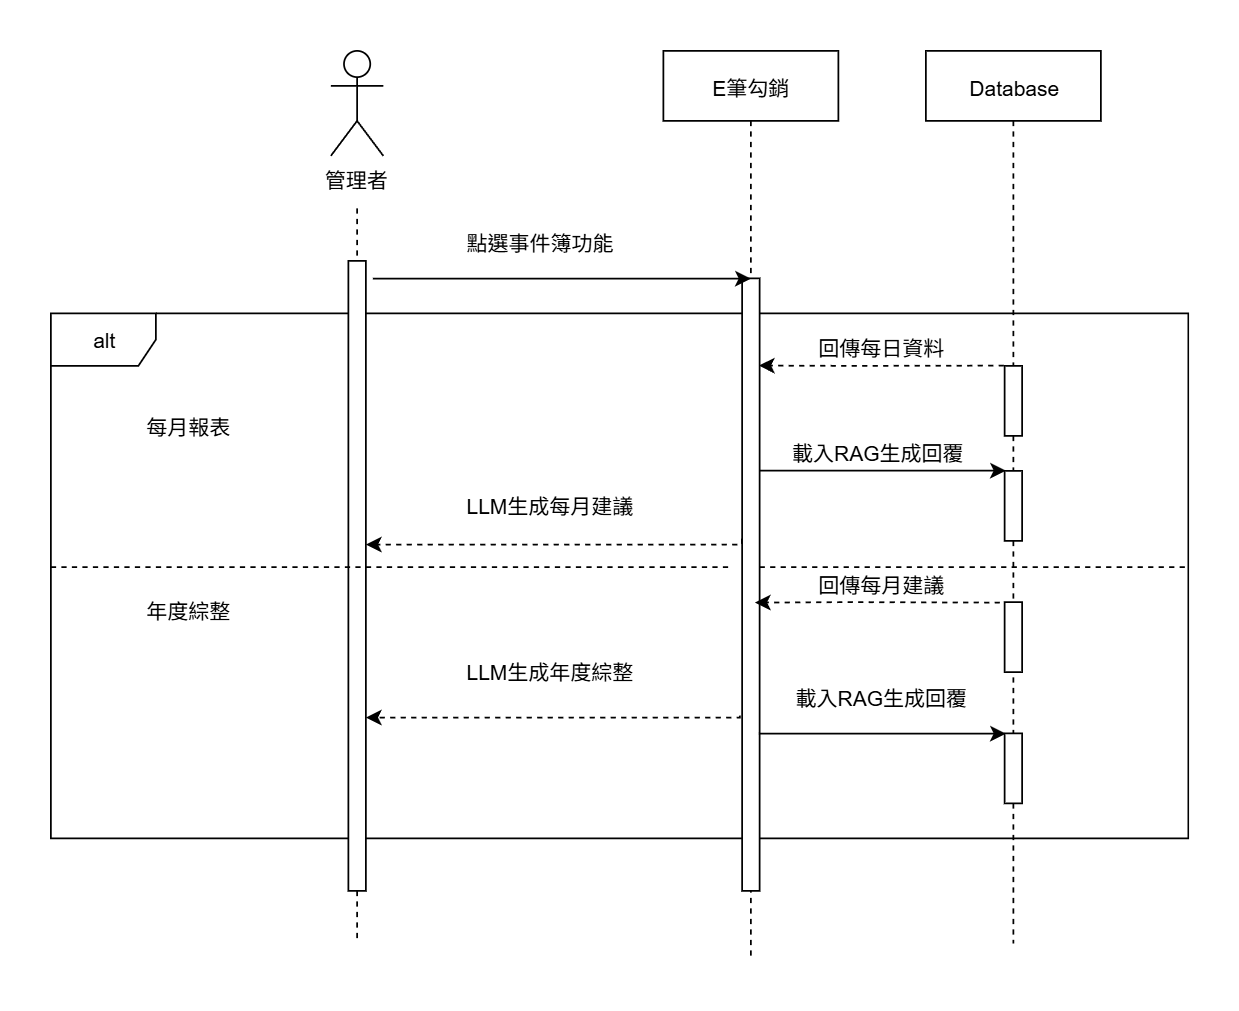 E筆勾銷
Database
管理者
點選事件簿功能
alt
回傳每日資料
每月報表
載入RAG生成回覆
LLM生成每月建議
回傳每月建議
年度綜整
LLM生成年度綜整
載入RAG生成回覆